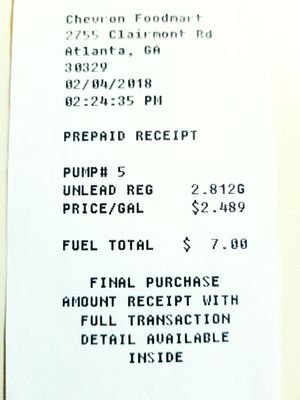 Chevron Foodmart
2755 Clairmont Rd
Atlanta, GA
30329
02/04/2018
02:24:35 PM
PREPAID RECEIPT
PUMP# 5
UNLEAD REG 2.812G
PRICE/GAL $2.489
FUEL TOTAL $ 7.00
FINAL PURCHASE
AMOUNT RECEIPT WITH
FULL TRANSACTION
DETAIL AVAILABLE
INSIDE